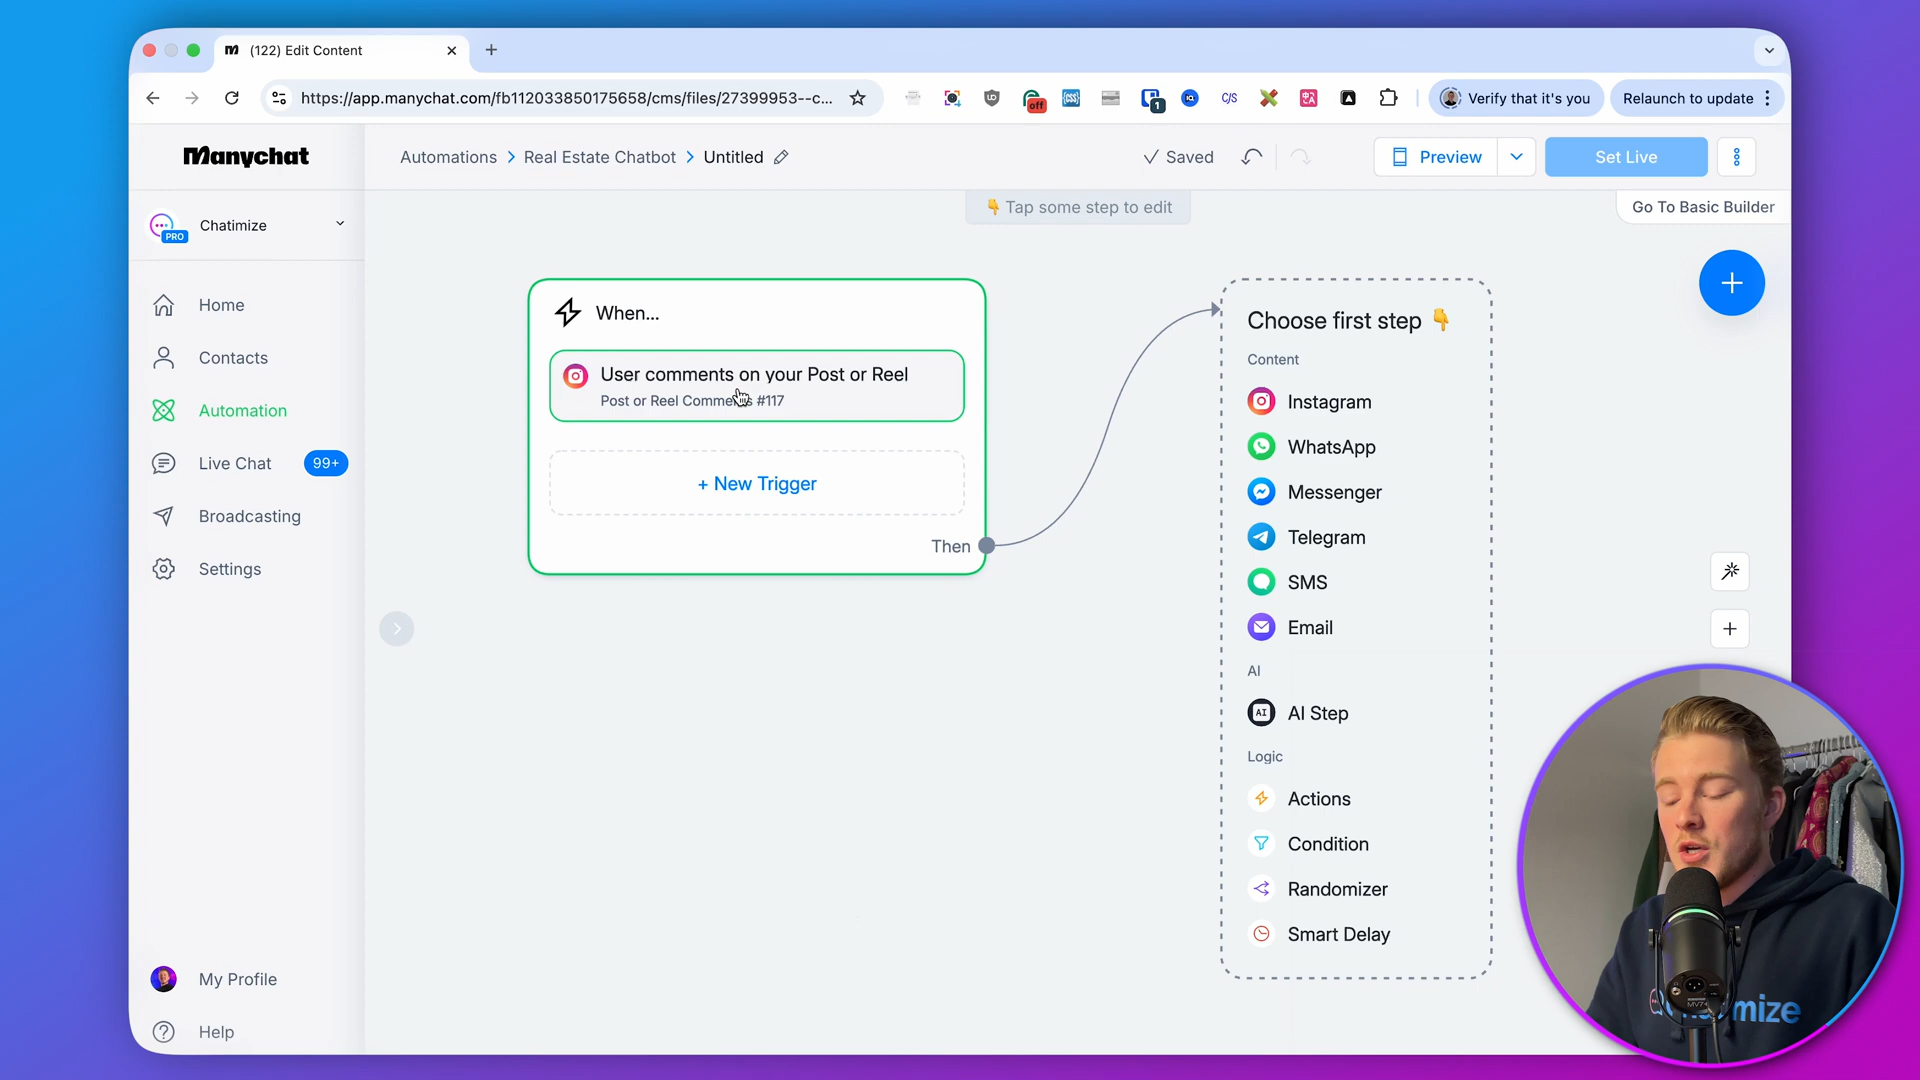 (122) Edit Content
https://app.manychat.com/fb112033850175658/cms/files/27399953--c...
off
1
C/S
Verify that it's you
Relaunch to update
Manychat
Automations > Real Estate Chatbot > Untitled
Saved
Preview
Set Live
👇 Tap some step to edit
Go To Basic Builder
PRO
Chatimize
Home
Contacts
Automation
Live Chat
99+
Broadcasting
Settings
My Profile
Help
When...
User comments on your Post or Reel
Post or Reel Comments #117
+ New Trigger
Then
Choose first step 👇
Content
Instagram
WhatsApp
Messenger
Telegram
SMS
Email
AI
AI
AI Step
Logic
Actions
Condition
Randomizer
Smart Delay
MV7+